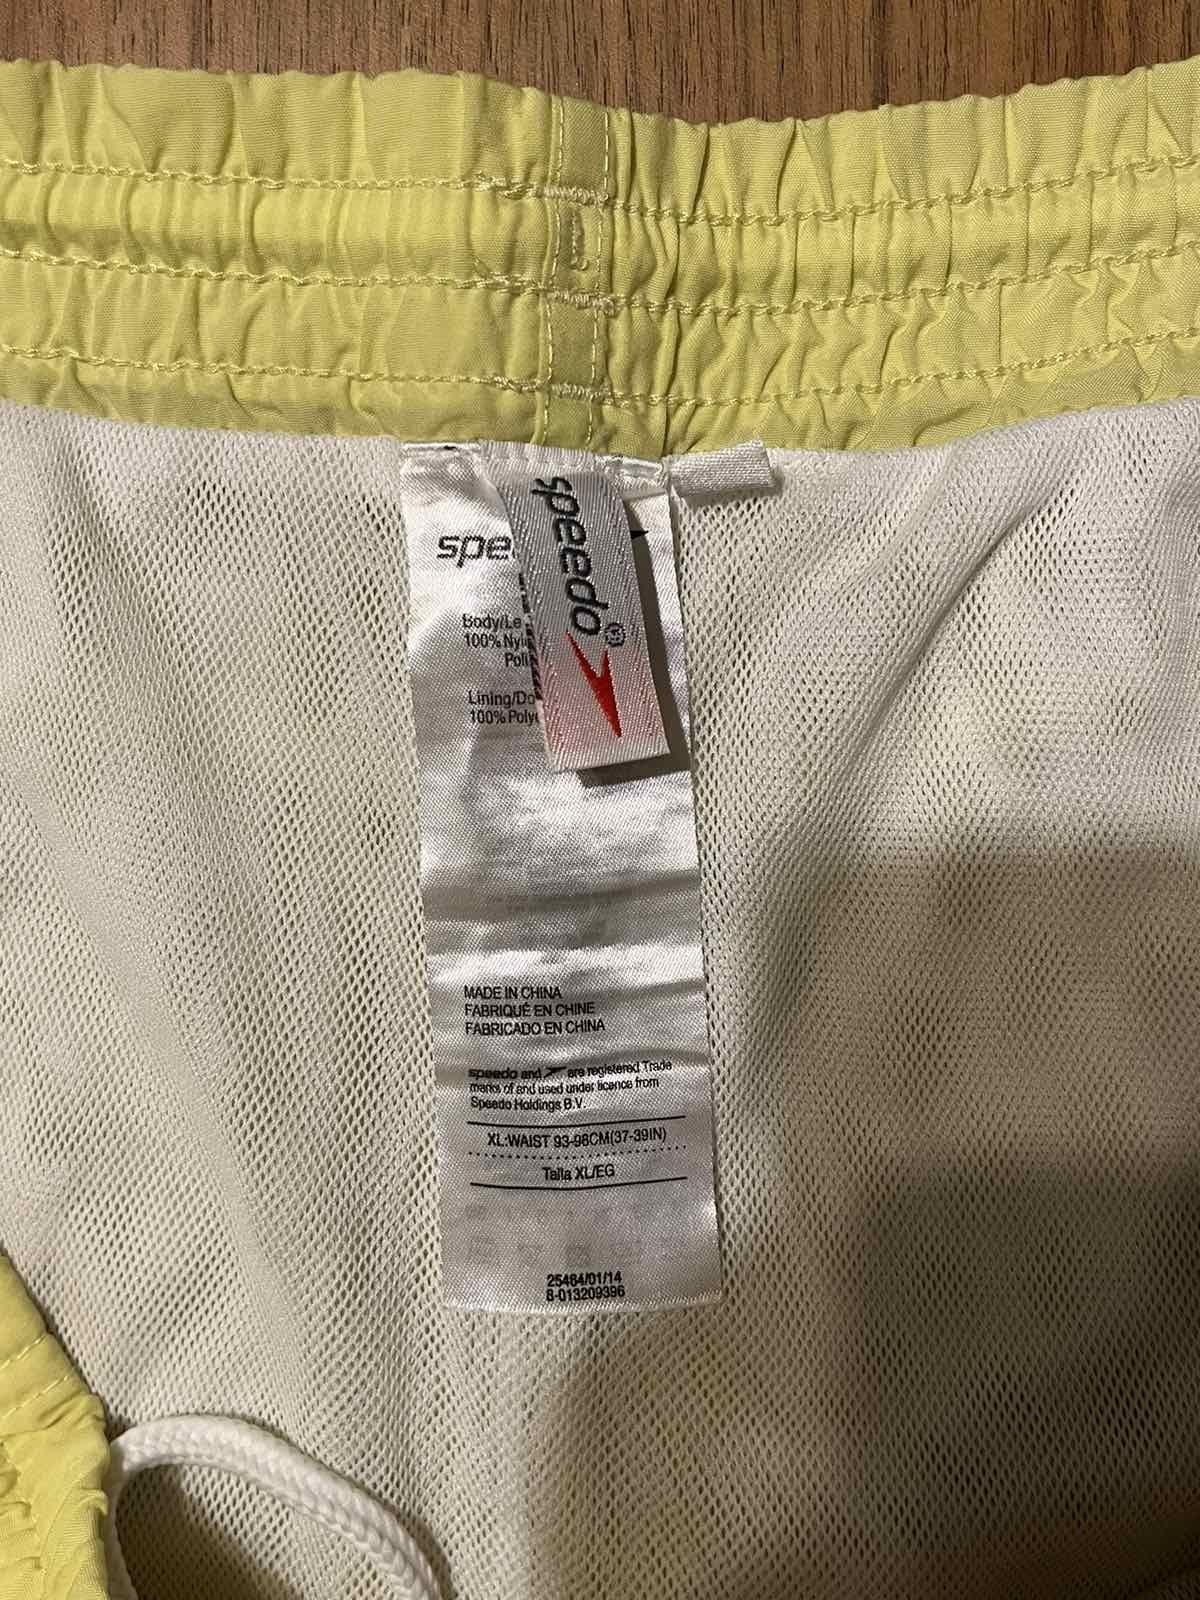 speedo
spe
Body/Le
100% Nyl
Poli
Lining/Do
100% Polye
MADE IN CHINA
FABRIQUÉ EN CHINE
FABRICADO EN CHINA
speedo and are registered Trade
marks of and used under licence from
Speedo Holdings B.V.
XL:WAIST 93-98CM(37-39IN)
Talla XL/EG
25464/01/14
8-013209396